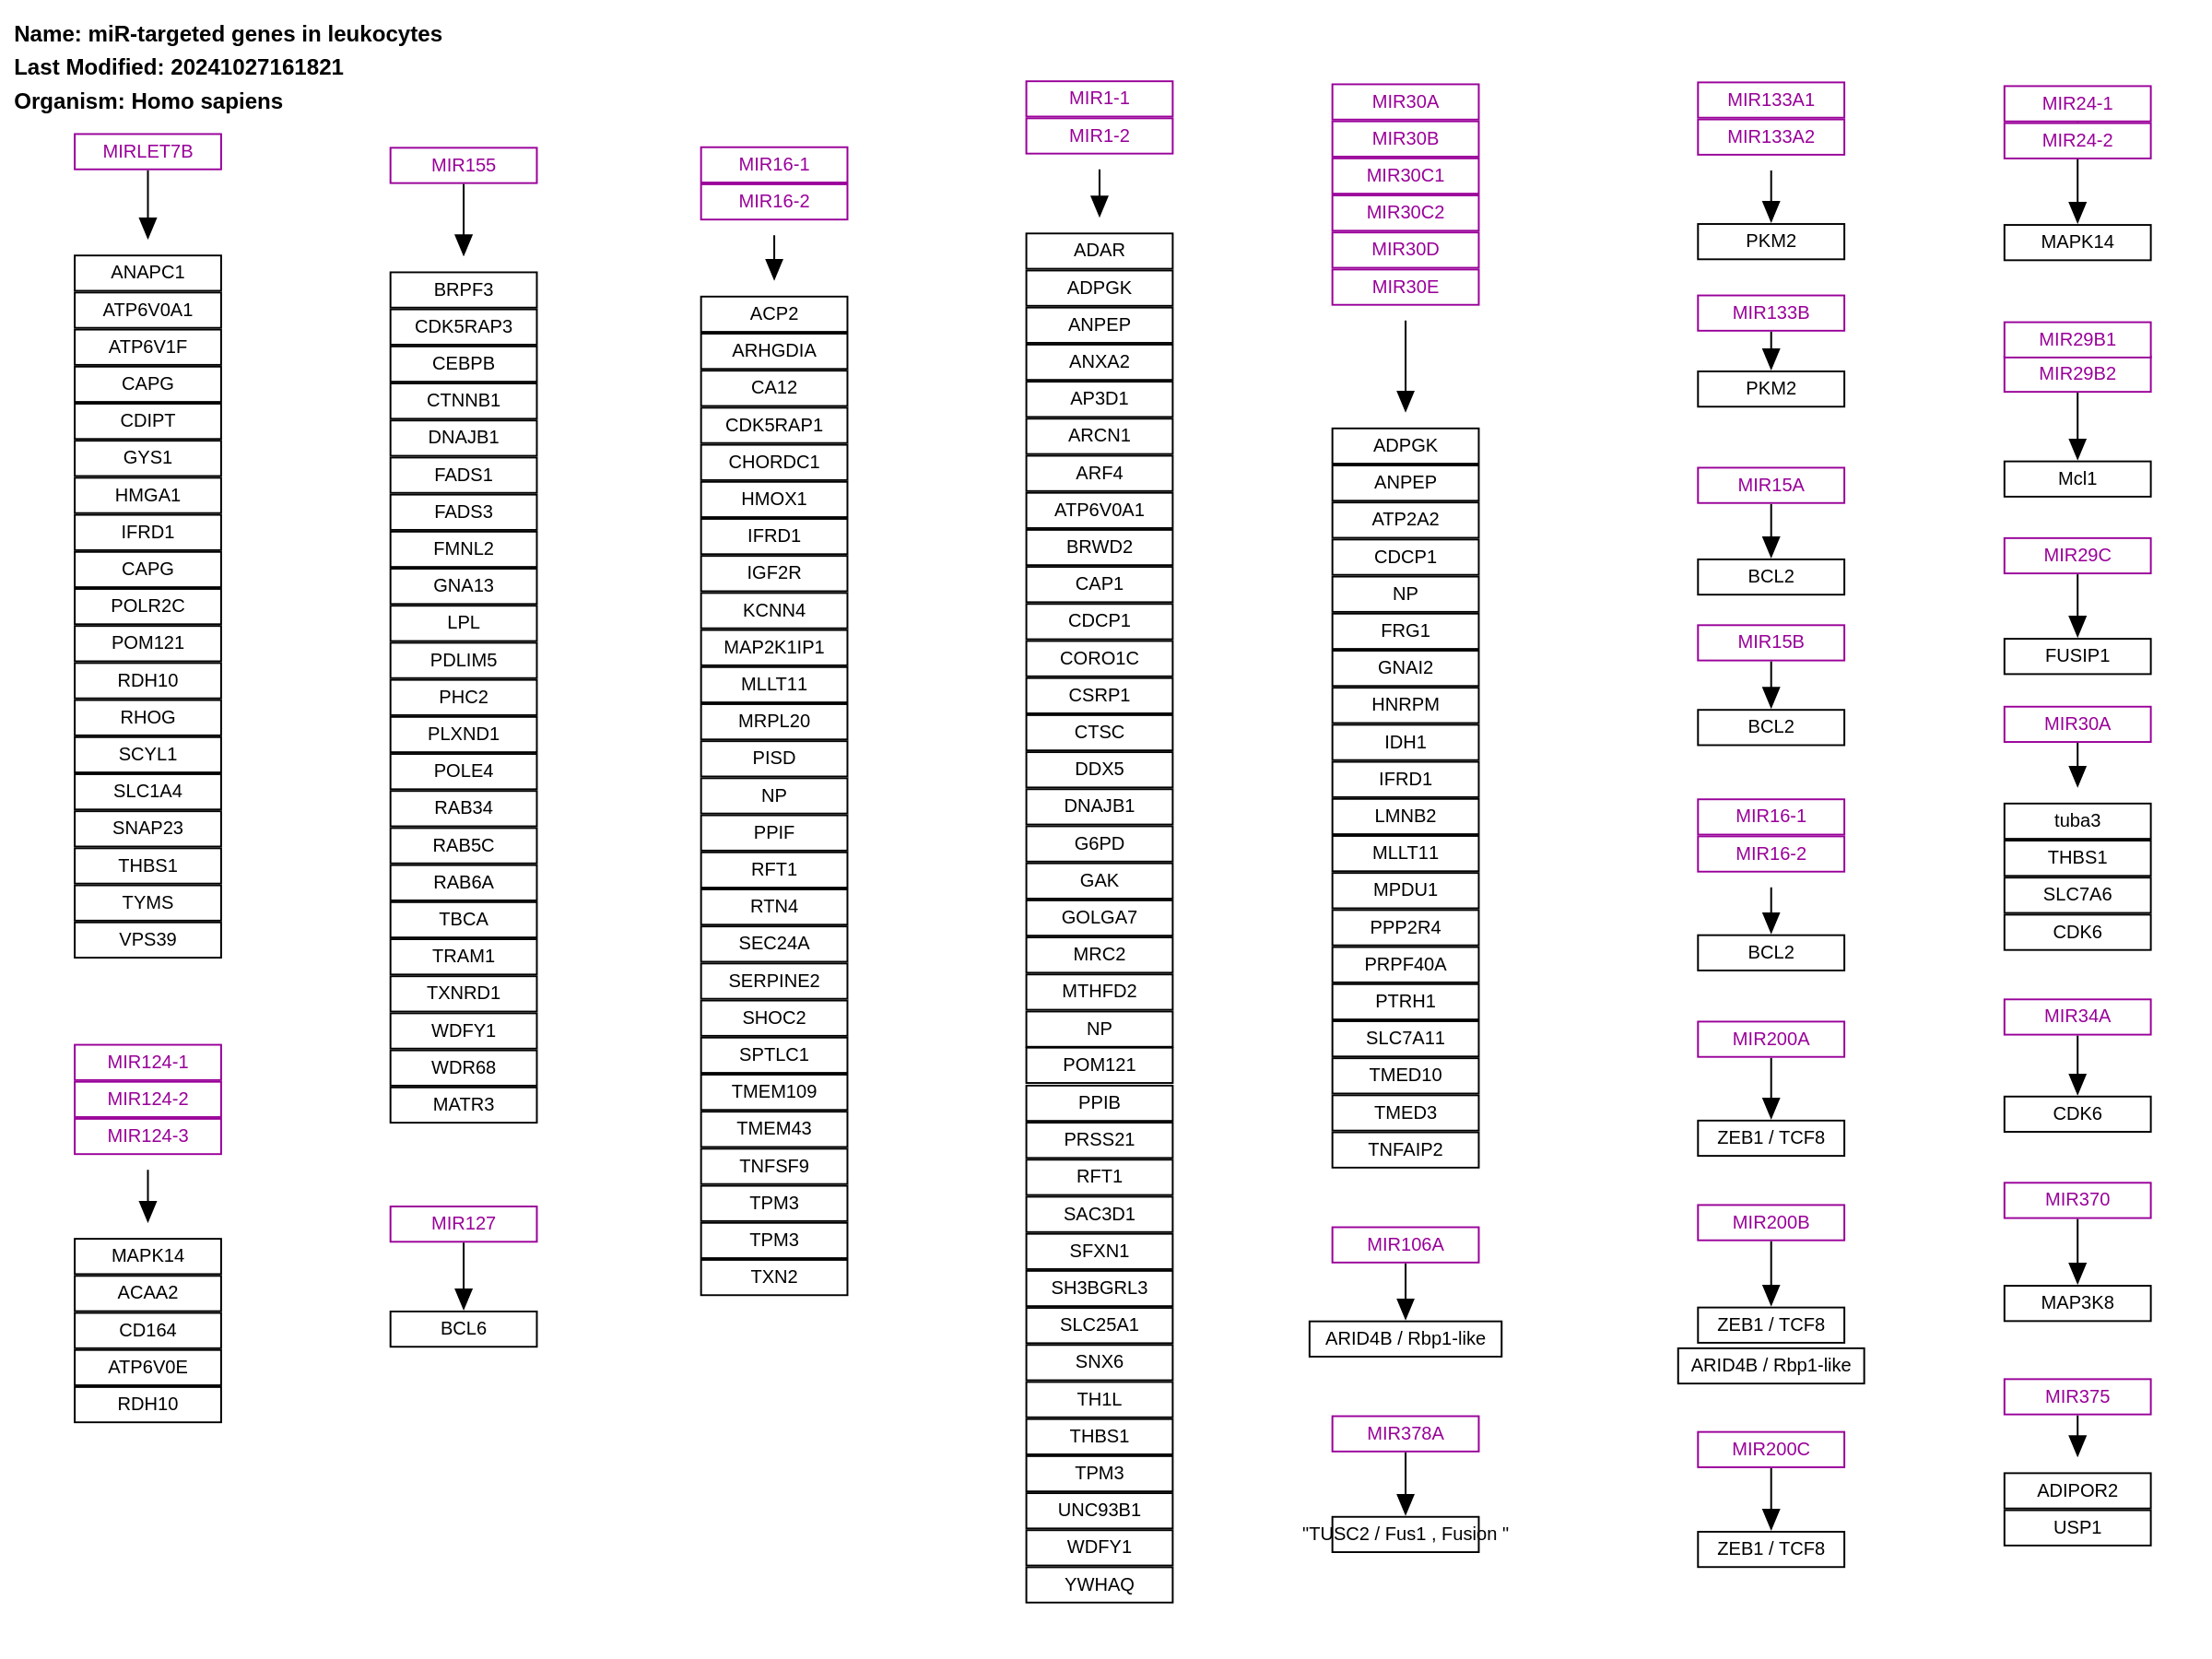 Name: miR-targeted genes in leukocytes
Last Modified: 20241027161821
Organism: Homo sapiens
MIRLET7B
ANAPC1
ATP6V0A1
ATP6V1F
CAPG
CDIPT
GYS1
HMGA1
IFRD1
CAPG
POLR2C
POM121
RDH10
RHOG
SCYL1
SLC1A4
SNAP23
THBS1
TYMS
VPS39
MIR124-1
MIR124-2
MIR124-3
MAPK14
ACAA2
CD164
ATP6V0E
RDH10
MIR155
BRPF3
CDK5RAP3
CEBPB
CTNNB1
DNAJB1
FADS1
FADS3
FMNL2
GNA13
LPL
PDLIM5
PHC2
PLXND1
POLE4
RAB34
RAB5C
RAB6A
TBCA
TRAM1
TXNRD1
WDFY1
WDR68
MATR3
MIR127
BCL6
MIR16-1
MIR16-2
ACP2
ARHGDIA
CA12
CDK5RAP1
CHORDC1
HMOX1
IFRD1
IGF2R
KCNN4
MAP2K1IP1
MLLT11
MRPL20
PISD
NP
PPIF
RFT1
RTN4
SEC24A
SERPINE2
SHOC2
SPTLC1
TMEM109
TMEM43
TNFSF9
TPM3
TPM3
TXN2
MIR1-1
MIR1-2
ADAR
ADPGK
ANPEP
ANXA2
AP3D1
ARCN1
ARF4
ATP6V0A1
BRWD2
CAP1
CDCP1
CORO1C
CSRP1
CTSC
DDX5
DNAJB1
G6PD
GAK
GOLGA7
MRC2
MTHFD2
NP
POM121
PPIB
PRSS21
RFT1
SAC3D1
SFXN1
SH3BGRL3
SLC25A1
SNX6
TH1L
THBS1
TPM3
UNC93B1
WDFY1
YWHAQ
MIR30A
MIR30B
MIR30C1
MIR30C2
MIR30D
MIR30E
ADPGK
ANPEP
ATP2A2
CDCP1
NP
FRG1
GNAI2
HNRPM
IDH1
IFRD1
LMNB2
MLLT11
MPDU1
PPP2R4
PRPF40A
PTRH1
SLC7A11
TMED10
TMED3
TNFAIP2
MIR106A
ARID4B / Rbp1-like
MIR378A
"TUSC2 / Fus1 , Fusion "
MIR133A1
MIR133A2
PKM2
MIR133B
PKM2
MIR15A
BCL2
MIR15B
BCL2
MIR16-1
MIR16-2
BCL2
MIR200A
ZEB1 / TCF8
MIR200B
ZEB1 / TCF8
ARID4B / Rbp1-like
MIR200C
ZEB1 / TCF8
MIR24-1
MIR24-2
MAPK14
MIR29B1
MIR29B2
Mcl1
MIR29C
FUSIP1
MIR30A
tuba3
THBS1
SLC7A6
CDK6
MIR34A
CDK6
MIR370
MAP3K8
MIR375
ADIPOR2
USP1